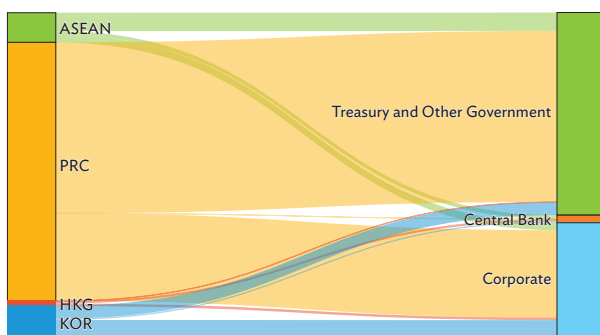 ASEAN
Treasury and Other Government
PRC
Central Bank
Corporate
HKG
KOR